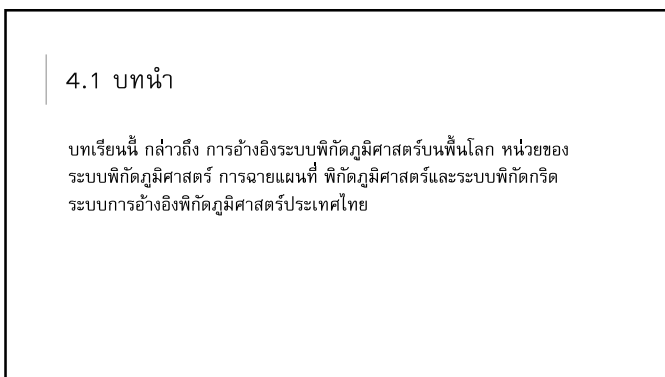 4.1 บทนำ
บทเรียนนี้ กล่าวถึง การอ้างอิงระบบพิกัดภูมิศาสตร์บนพื้นโลก หน่วยของ
ระบบพิกัดภูมิศาสตร์ การฉายแผนที่ พิกัดภูมิศาสตร์และระบบพิกัดกริด
ระบบการอ้างอิงพิกัดภูมิศาสตร์ประเทศไทย